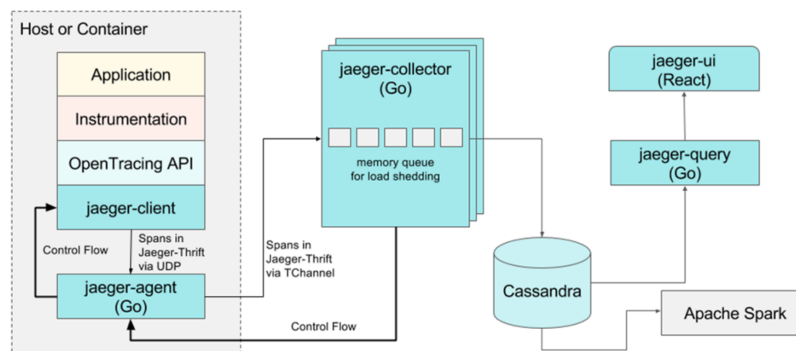 Host or Container
Application
Instrumentation
OpenTracing API
jaeger-client
Control Flow
Spans in
Jaeger-Thrift
via UDP
jaeger-agent
(Go)
Spans in
Jaeger-Thrift
via TChannel
Control Flow
jaeger-collector
(Go)
memory queue
for load shedding
Cassandra
jaeger-ui
(React)
jaeger-query
(Go)
Apache Spark